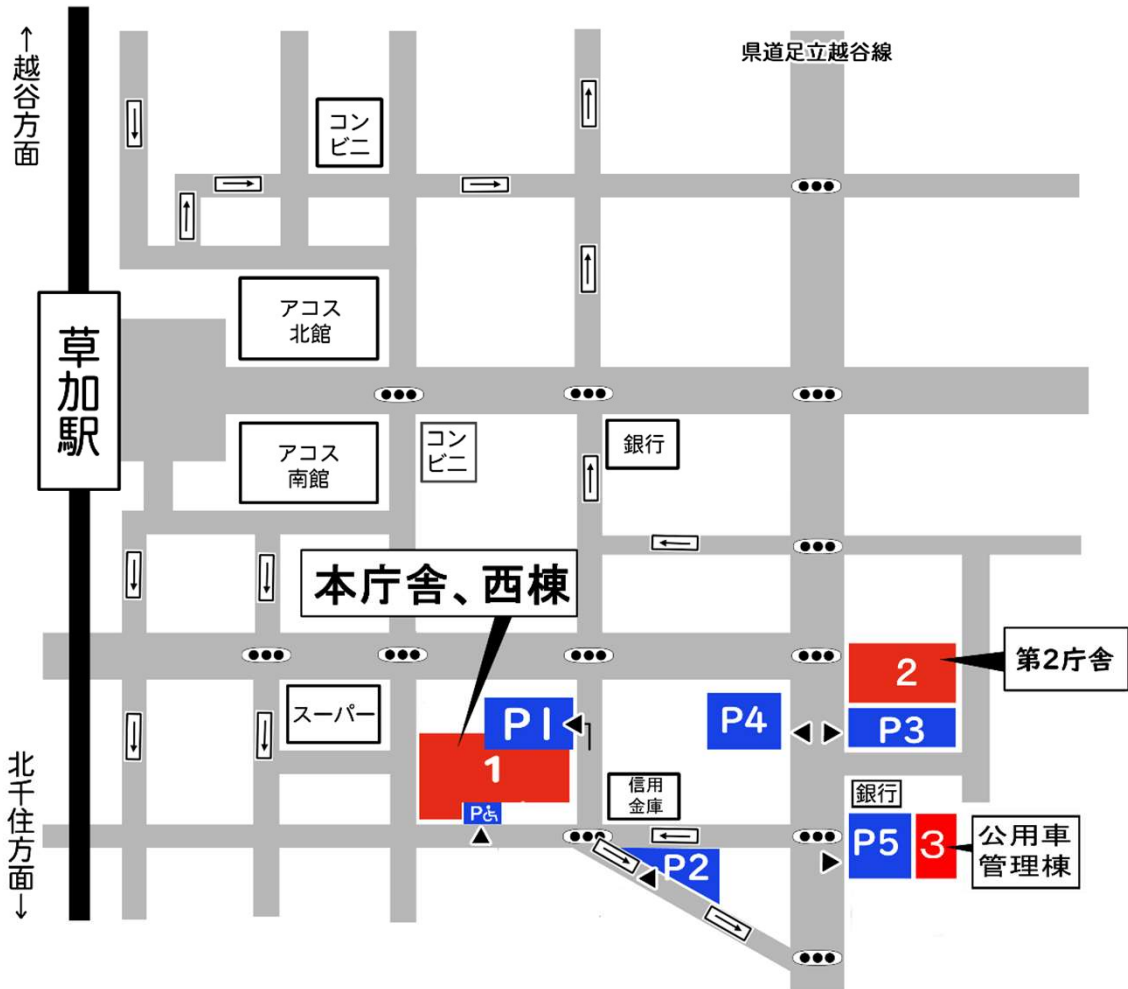 ↑越谷方面
県道足立越谷線
コン
ビニ
アコス
北館
草加駅
アコス
南館
コン
ビニ
銀行
本庁舎、西棟
2
第2庁舎
スーパー
P1
P4
P3
1
信用
金庫
銀行
P
P2
P5
3
公用車
管理棟
北千住方面↓